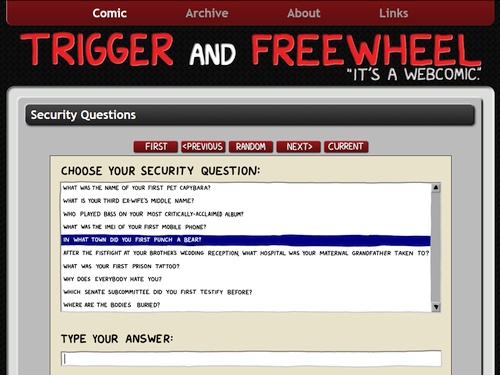 Comic Archive About Links
TRIGGER AND FREEWHEEL
"IT'S A WEBCOMIC."
Security Questions
FIRST <PREVIOUS RANDOM NEXT> CURRENT
CHOOSE YOUR SECURITY QUESTION:
WHAT WAS THE NAME OF YOUR FIRST PET CAPYBARA?
WHAT IS YOUR THIRD EX-WIFE'S MIDDLE NAME?
WHO PLAYED BASS ON YOUR MOST CRITICALLY-ACCLAIMED ALBUM?
WHAT WAS THE IMEI OF YOUR FIRST MOBILE PHONE?
IN WHAT TOWN DID YOU FIRST PUNCH A BEAR?
AFTER THE FISTFIGHT AT YOUR BROTHER'S WEDDING RECEPTION, WHAT HOSPITAL WAS YOUR MATERNAL GRANDFATHER TAKEN TO?
WHAT WAS YOUR FIRST PRISON TATTOO?
WHY DOES EVERYBODY HATE YOU?
WHICH SENATE SUBCOMMITTEE DID YOU FIRST TESTIFY BEFORE?
WHERE ARE THE BODIES BURIED?
TYPE YOUR ANSWER: